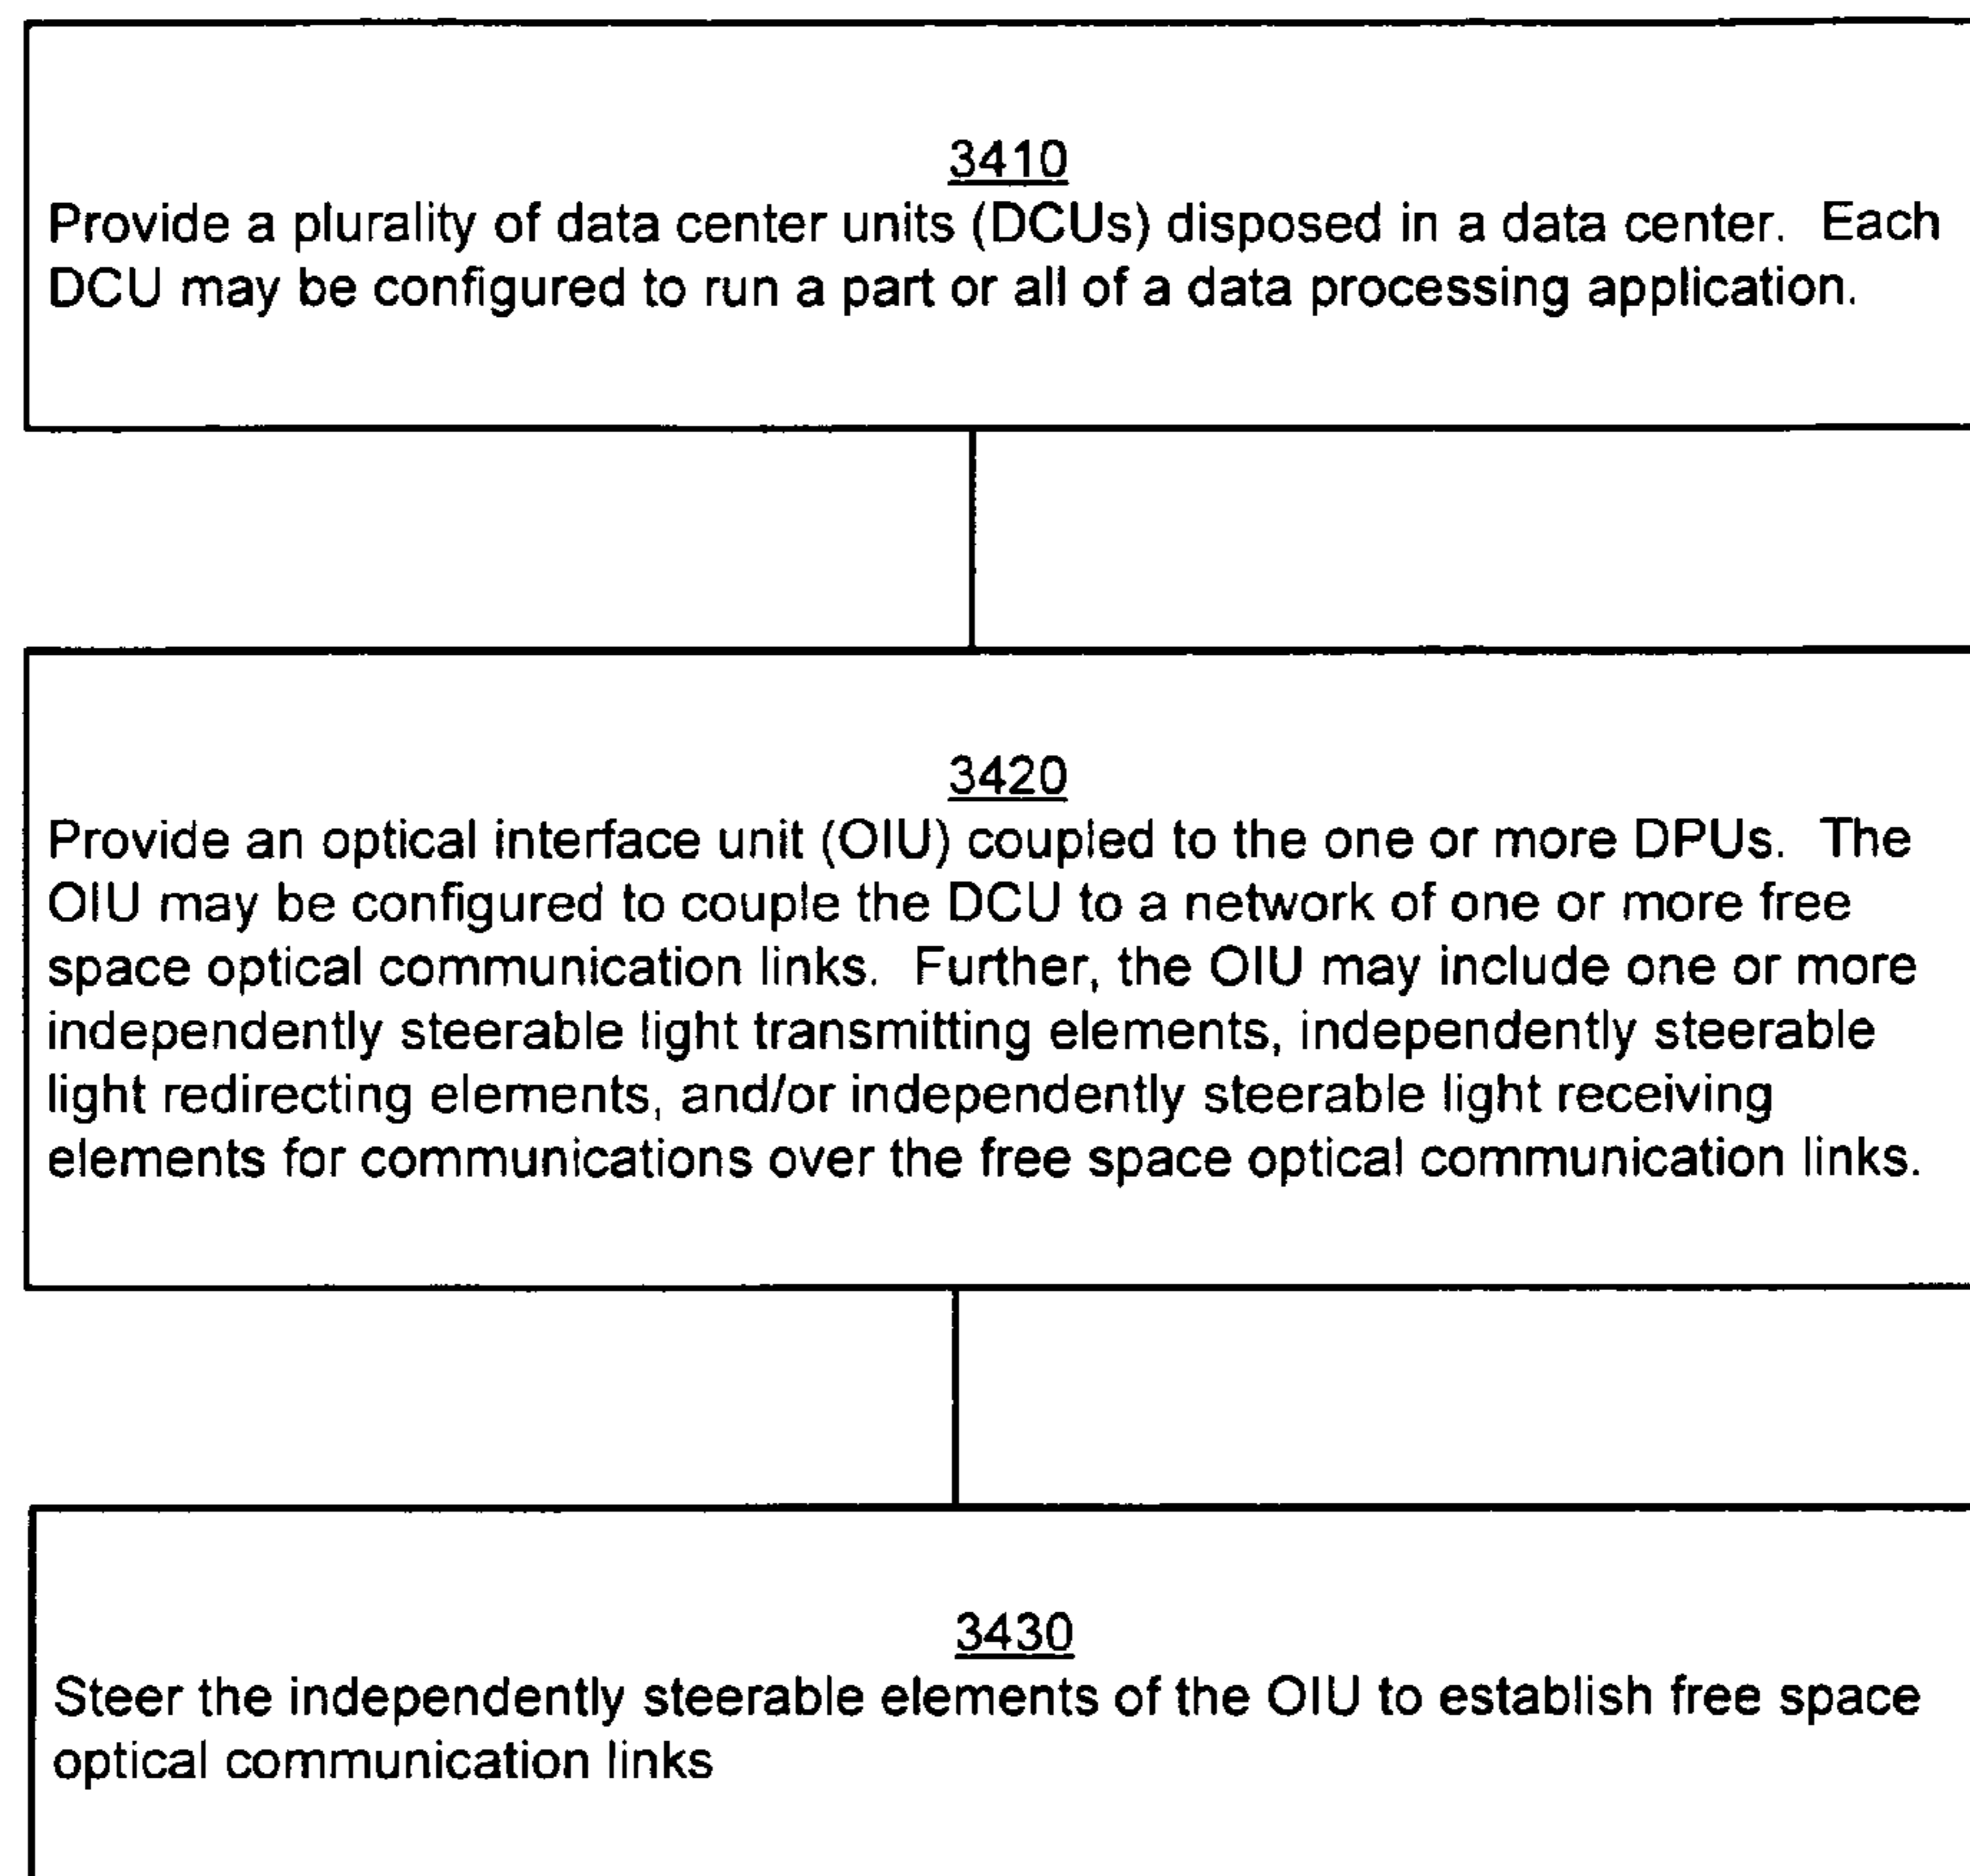 3410
Provide a plurality of data center units (DCUs) disposed in a data center. Each
DCU may be configured to run a part or all of a data processing application.
3420
Provide an optical interface unit (OIU) coupled to the one or more DPUs. The
OIU may be configured to couple the DCU to a network of one or more free
space optical communication links. Further, the OIU may include one or more
independently steerable light transmitting elements, independently steerable
light redirecting elements, and/or independently steerable light receiving
elements for communications over the free space optical communication links.
3430
Steer the independently steerable elements of the OIU to establish free space
optical communication links